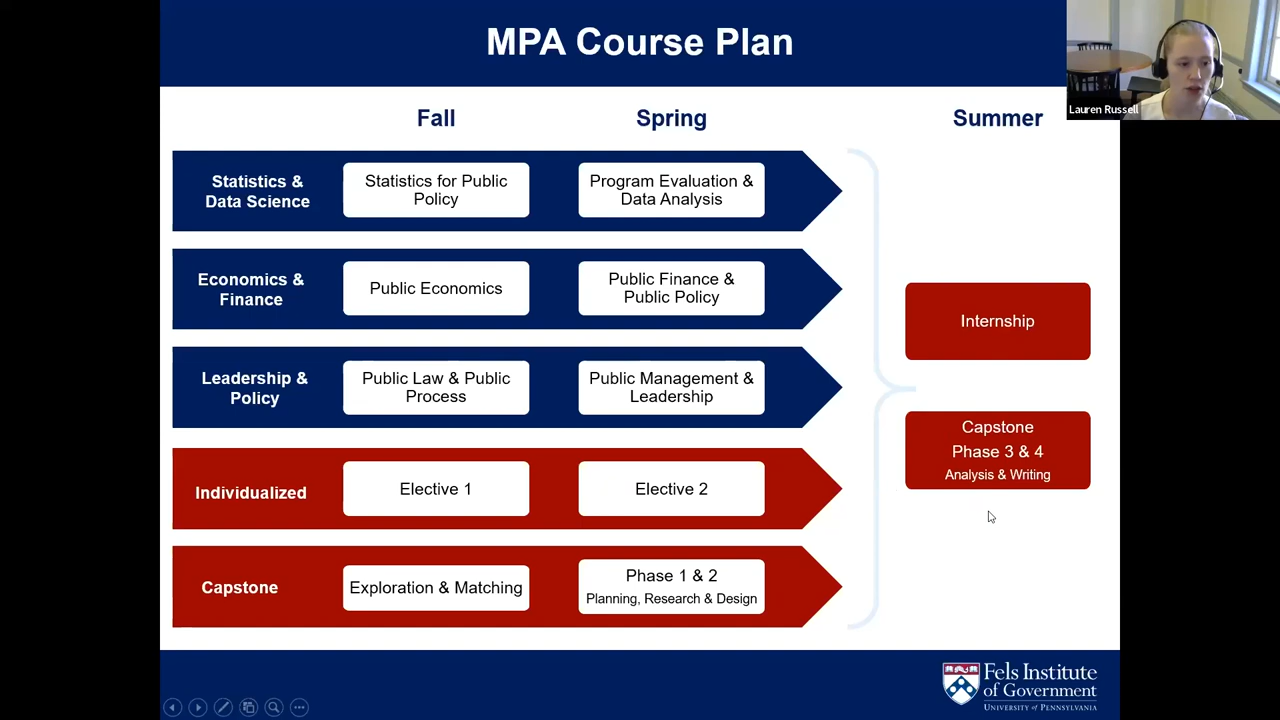 MPA Course Plan
Lauren Russell
Fall
Spring
Summer
Statistics &
Data Science
Statistics for Public
Policy
Program Evaluation &
Data Analysis
Economics &
Finance
Public Economics
Public Finance &
Public Policy
Leadership &
Policy
Public Law & Public
Process
Public Management &
Leadership
Individualized
Elective 1
Elective 2
Capstone
Exploration & Matching
Phase 1 & 2
Planning, Research & Design
Internship
Capstone
Phase 3 & 4
Analysis & Writing
Fels Institute
of Government
University of Pennsylvania